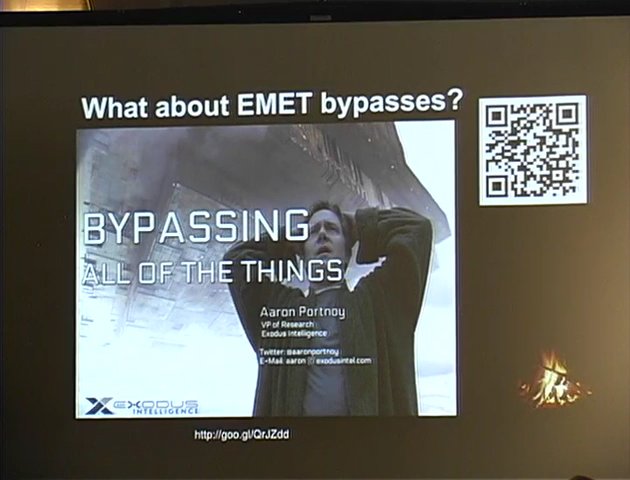 What about EMET bypasses?
BYPASSING
ALL OF THE THINGS
Aaron Portnoy
VP of Research
Exodus Intelligence
Twitter: @aaronportnoy
E-Mail: aaron @ exodusintel.com
EXODUS
INTELLIGENCE
http://goo.gl/QrJZdd